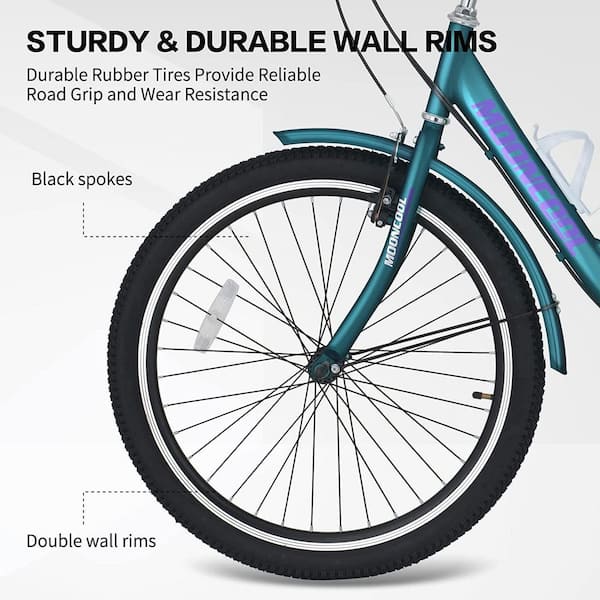 STURDY & DURABLE WALL RIMS
Durable Rubber Tires Provide Reliable
Road Grip and Wear Resistance
Black spokes
MOONCOOL
MOONCOOL
Double wall rims